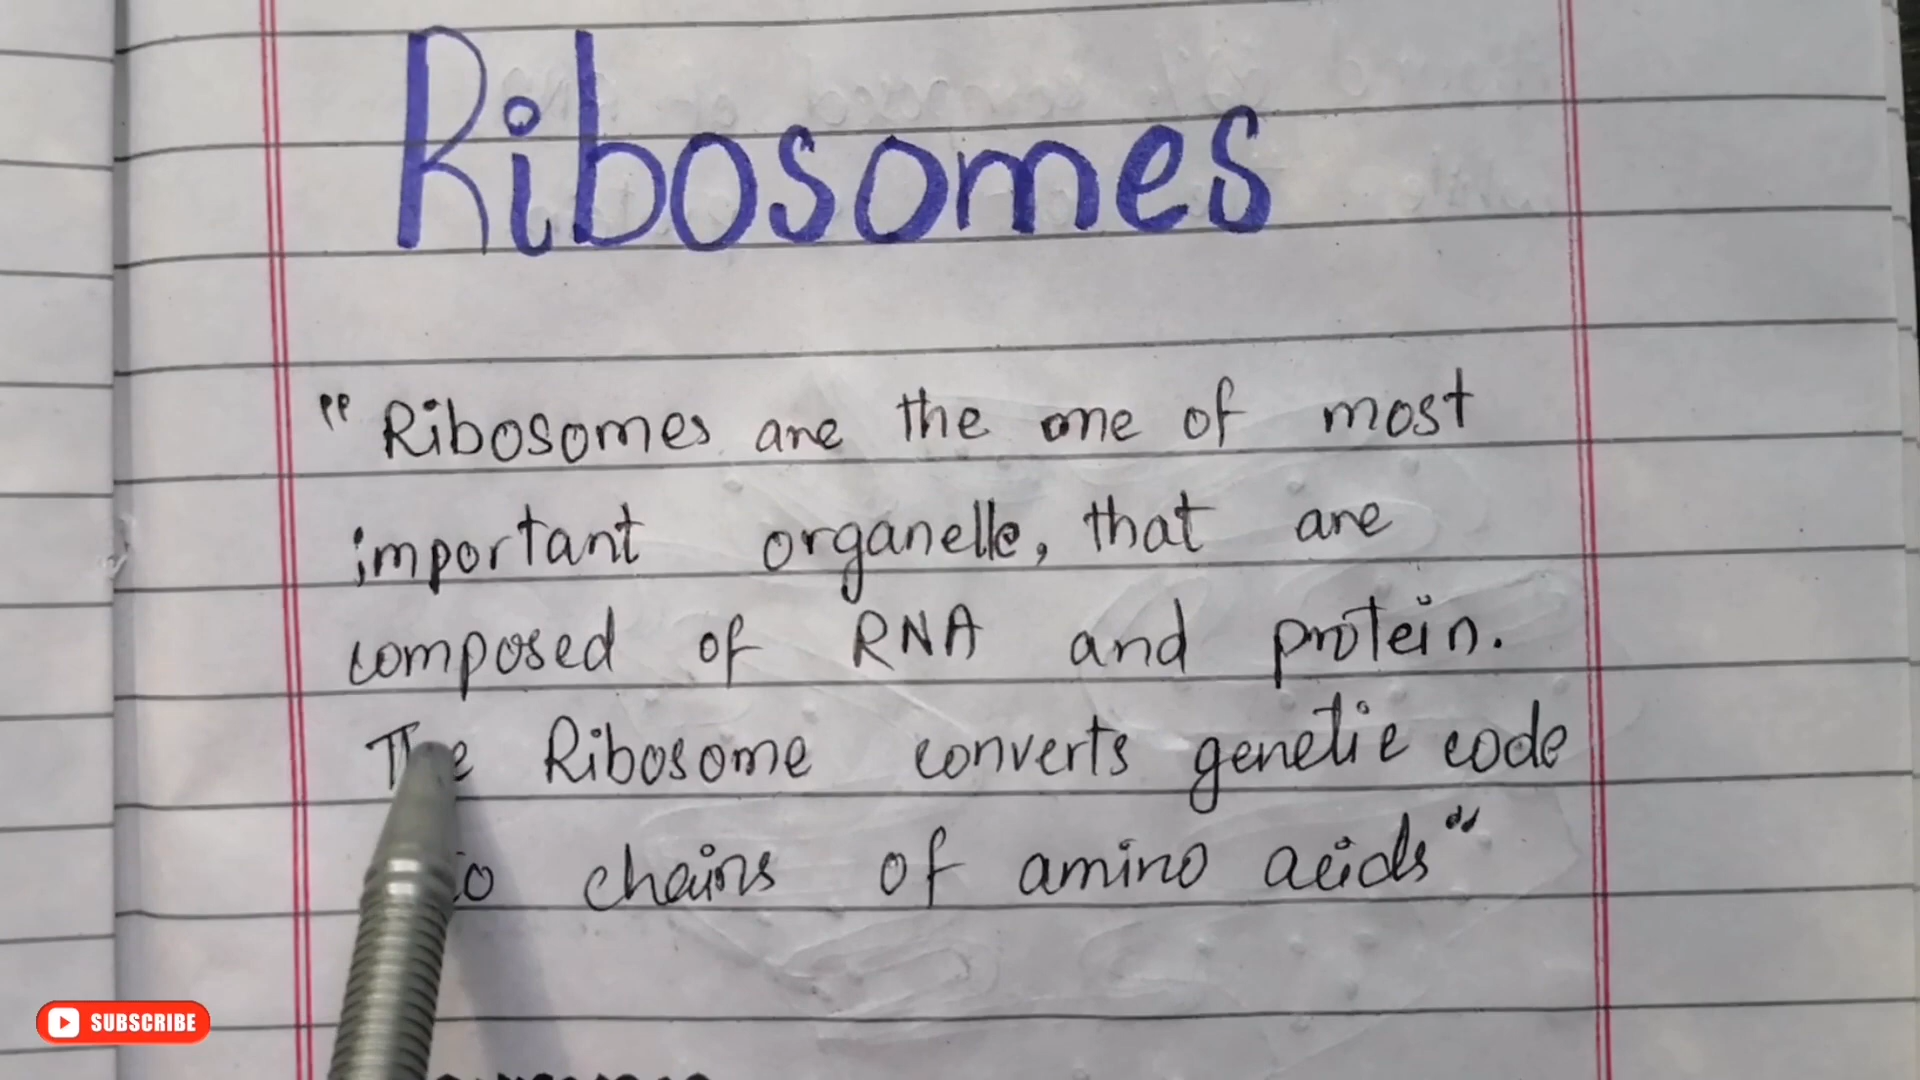 Ribosomes
"Ribosomes are the one of most
important organelle, that are
composed of RNA and protein.
The Ribosome converts genetic code
chains of amino acids"
SUBSCRIBE